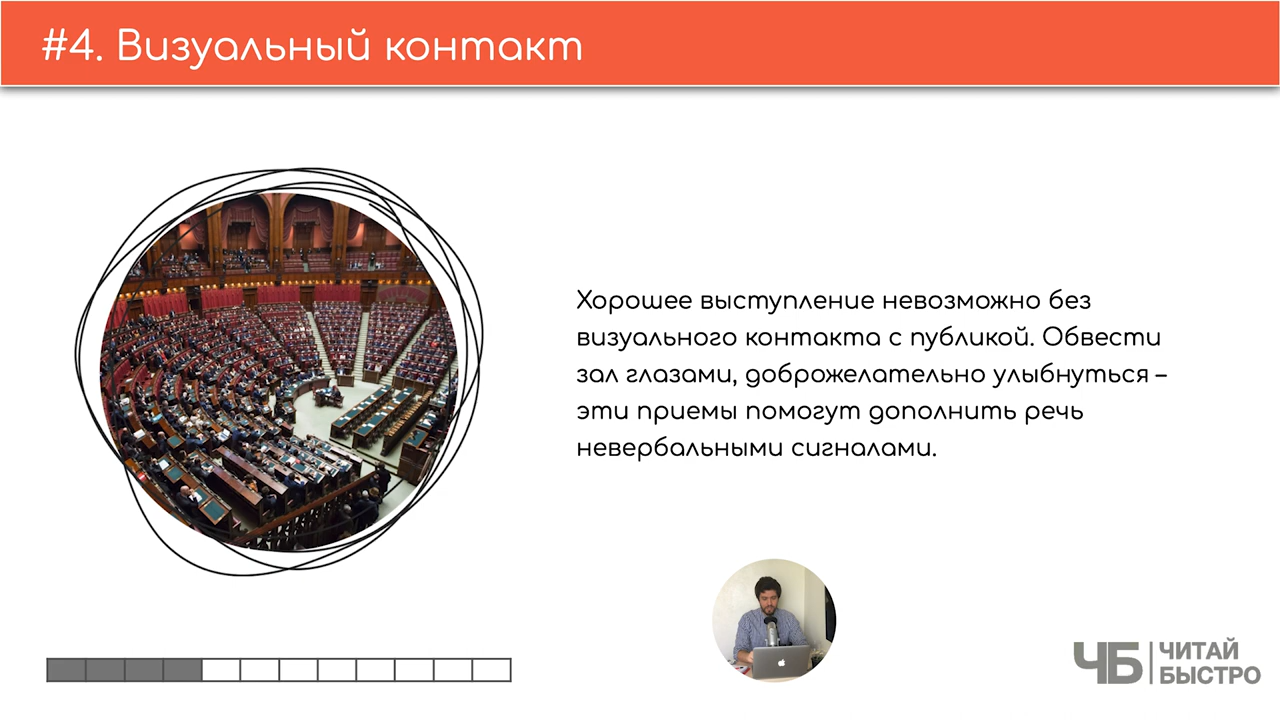 #4. Визуальный контакт
Хорошее выступление невозможно без
визуального контакта с публикой. Обвести
зал глазами, доброжелательно улыбнуться –
эти приемы помогут дополнить речь
невербальными сигналами.
ЧБ
ЧИТАЙ
БЫСТРО